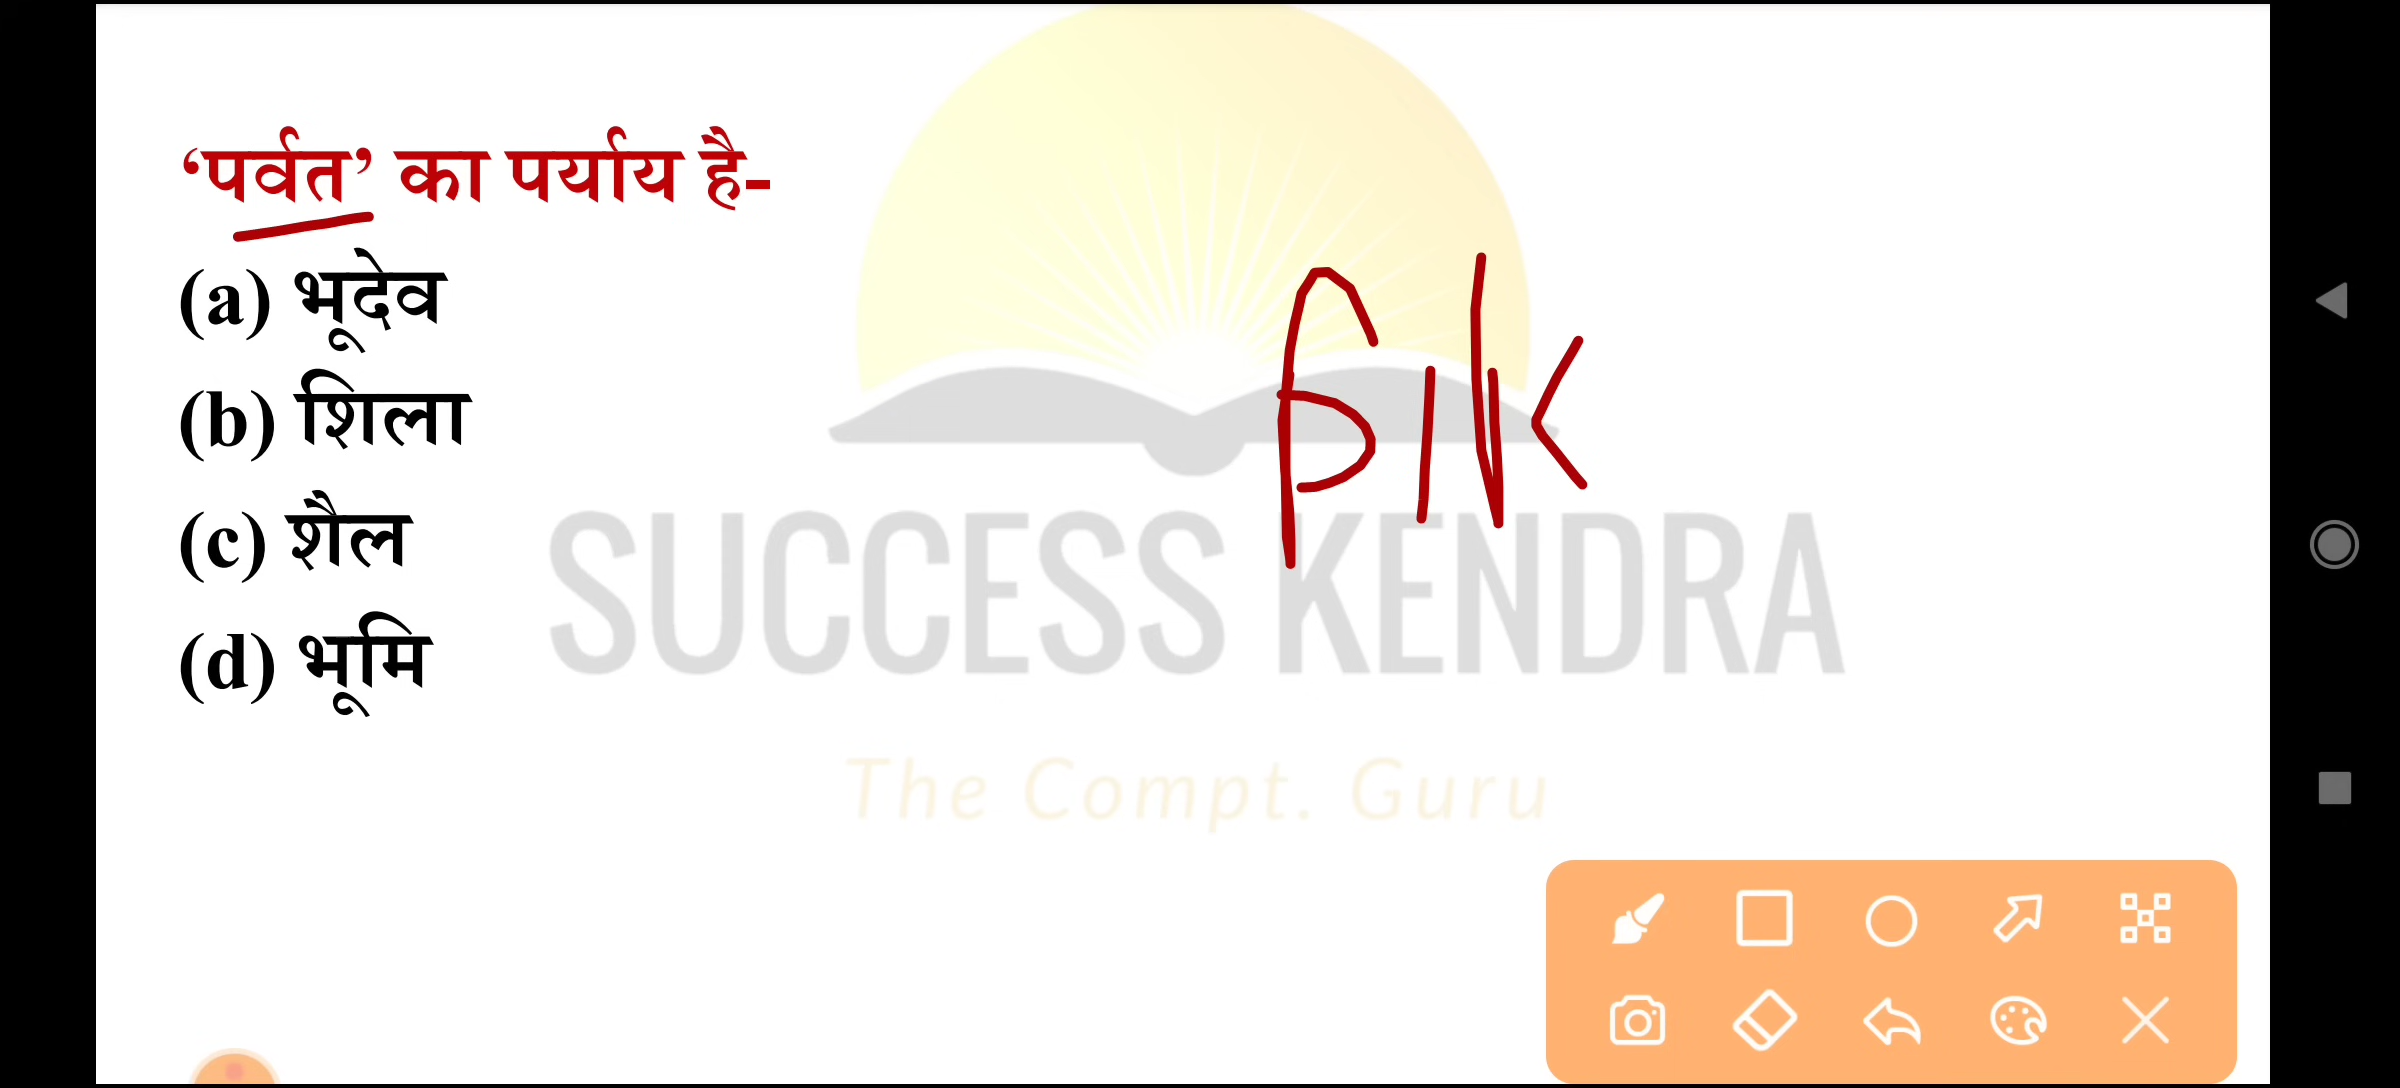 ‘पर्वत’ का पर्याय है-
(a) भूदेव
(b) शिला
(c) शैल
(d) भूमि
SUCCESS KENDRA
The Compt. Guru